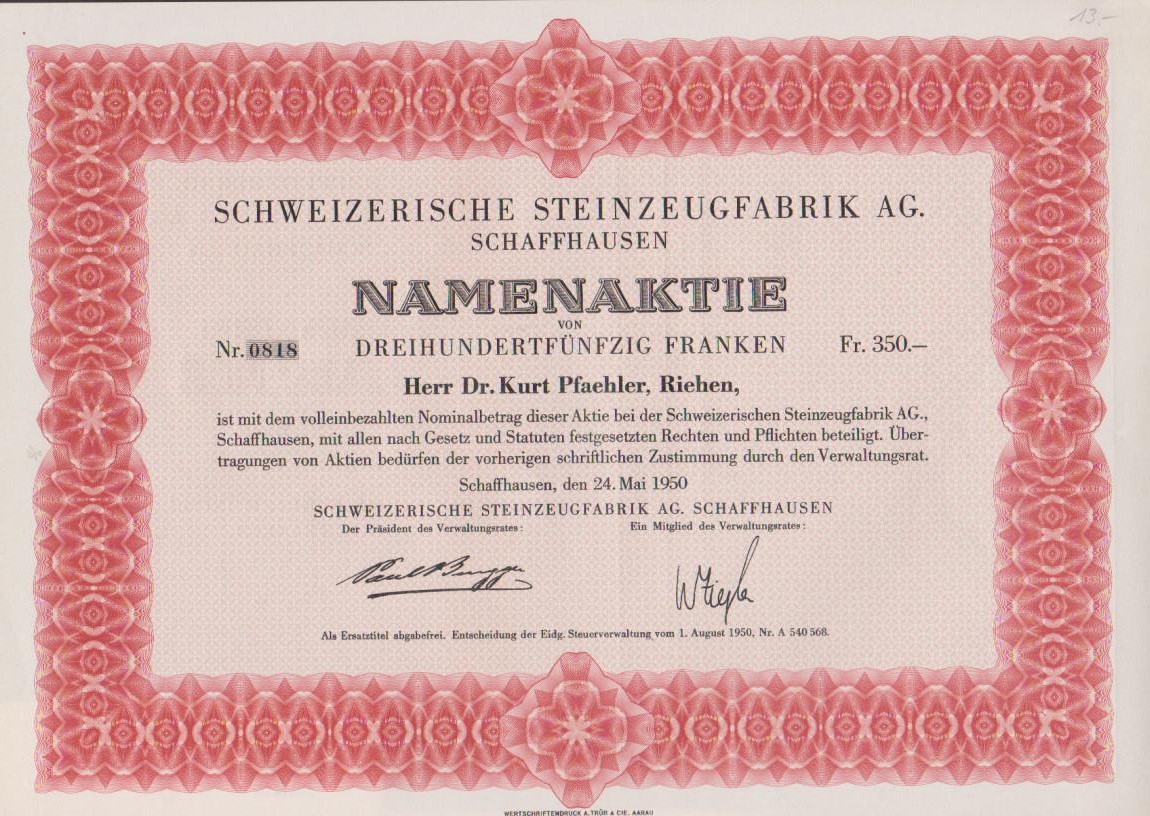 13.–
SCHWEIZERISCHE STEINZEUGFABRIK AG.
SCHAFFHAUSEN
NAMENAKTIE
VON
Nr. 0818 DREIHUNDERTFÜNFZIG FRANKEN Fr. 350.—
Herr Dr. Kurt Pfaehler, Riehen,
ist mit dem volleinbezahlten Nominalbetrag dieser Aktie bei der Schweizerischen Steinzeugfabrik AG.,
Schaffhausen, mit allen nach Gesetz und Statuten festgesetzten Rechten und Pflichten beteiligt. Über-
tragungen von Aktien bedürfen der vorherigen schriftlichen Zustimmung durch den Verwaltungsrat.
Schaffhausen, den 24. Mai 1950
SCHWEIZERISCHE STEINZEUGFABRIK AG. SCHAFFHAUSEN
Der Präsident des Verwaltungsrates: Ein Mitglied des Verwaltungsrates:
Als Ersatztitel abgabefrei. Entscheidung der Eidg. Steuerverwaltung vom 1. August 1950, Nr. A 540 568.
WERTSCHRIFTENDRUCK A. TRÜB & CIE. AARAU